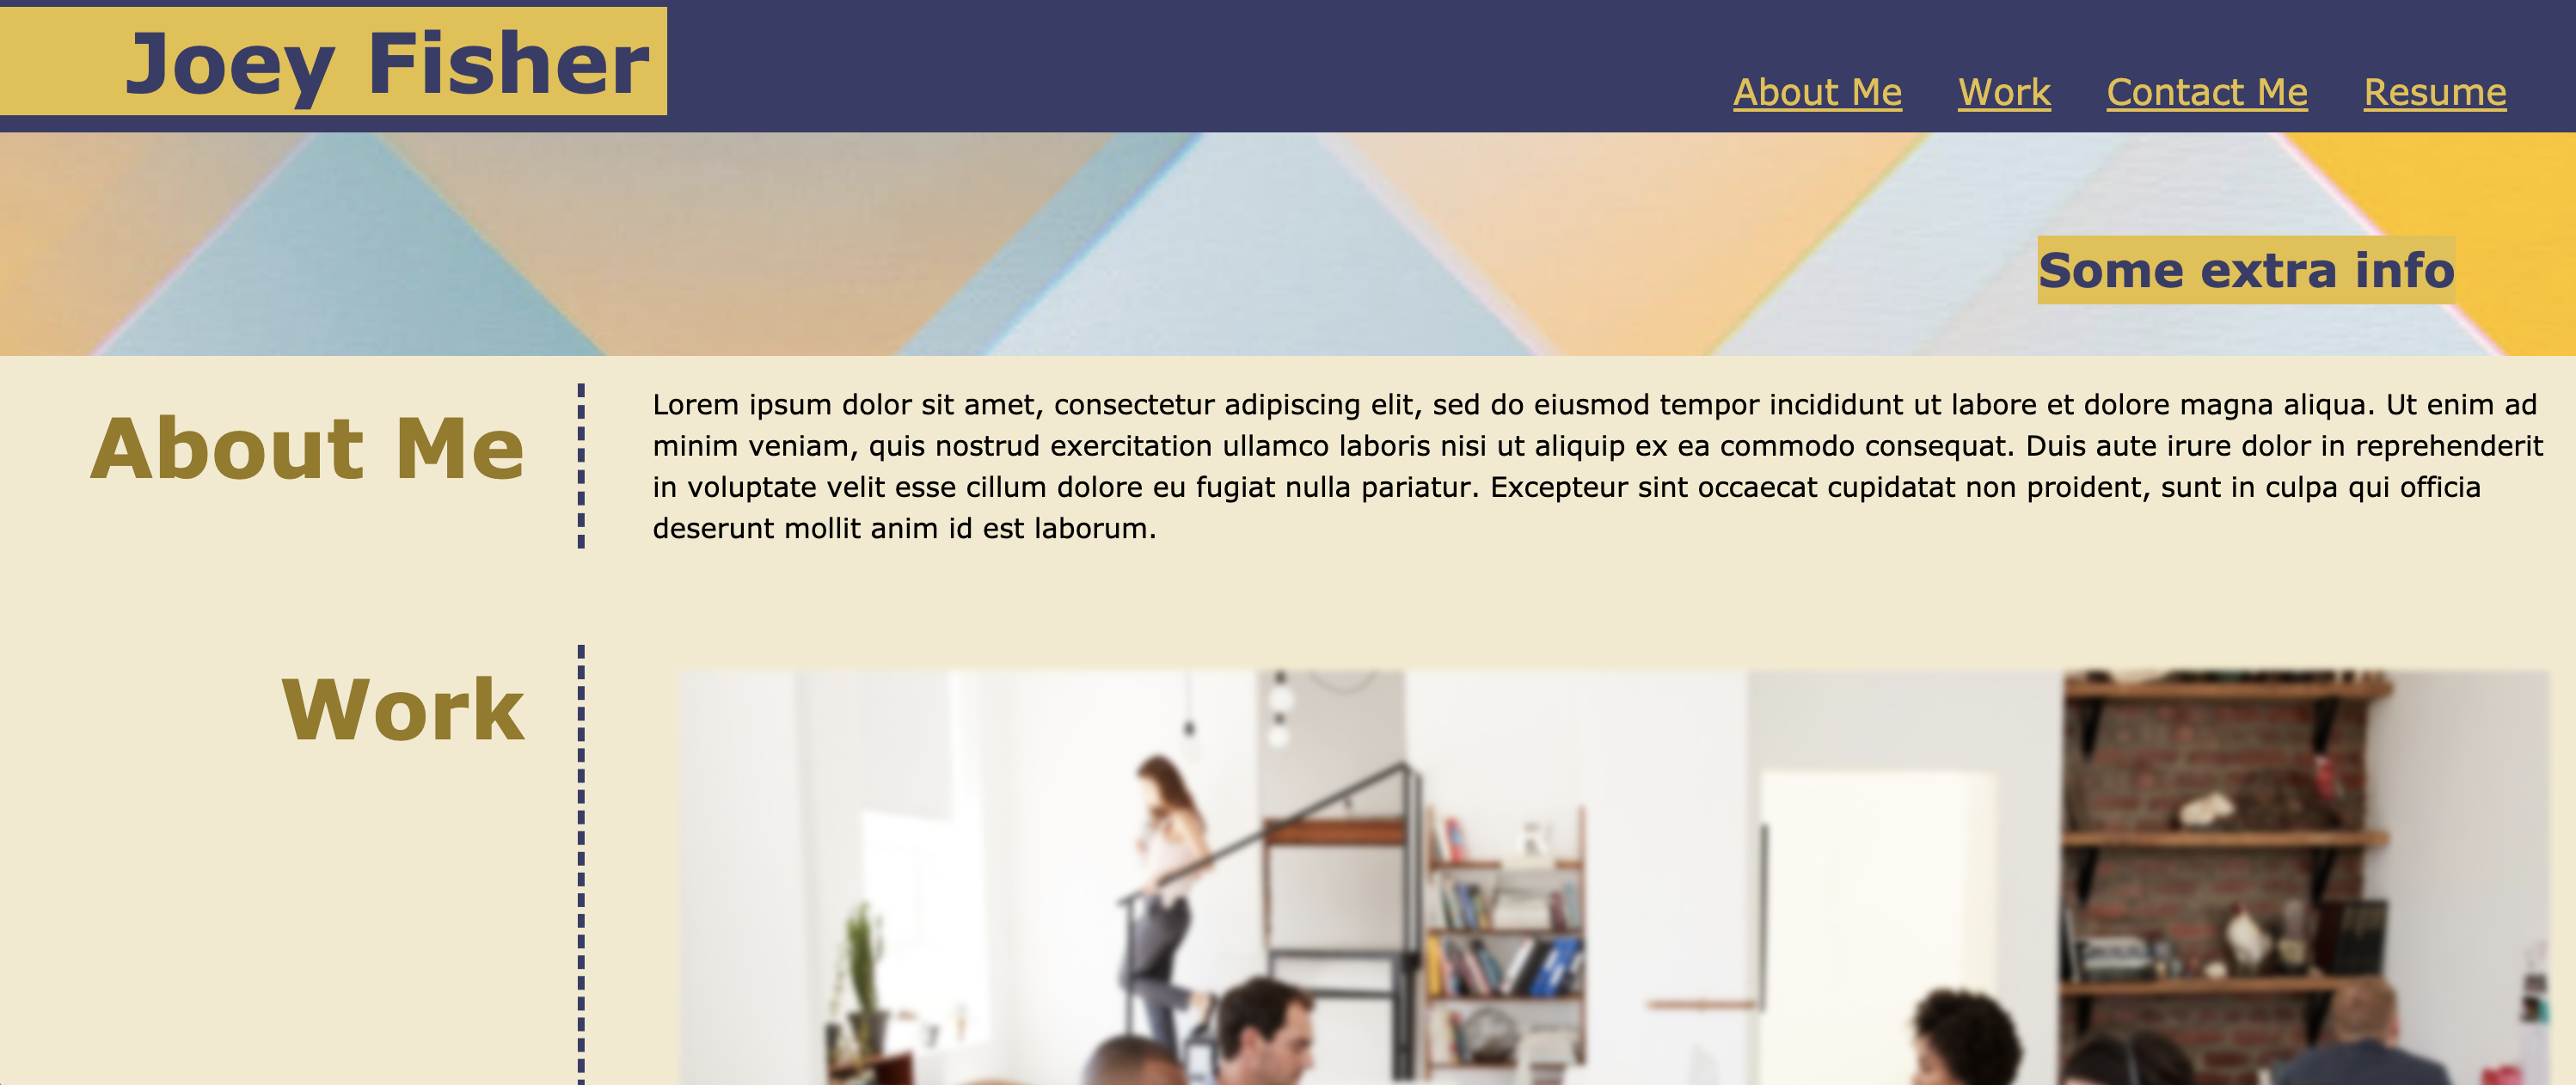 Joey Fisher
About Me Work Contact Me Resume
Some extra info
About Me
Lorem ipsum dolor sit amet, consectetur adipiscing elit, sed do eiusmod tempor incididunt ut labore et dolore magna aliqua. Ut enim ad
minim veniam, quis nostrud exercitation ullamco laboris nisi ut aliquip ex ea commodo consequat. Duis aute irure dolor in reprehenderit
in voluptate velit esse cillum dolore eu fugiat nulla pariatur. Excepteur sint occaecat cupidatat non proident, sunt in culpa qui officia
deserunt mollit anim id est laborum.
Work